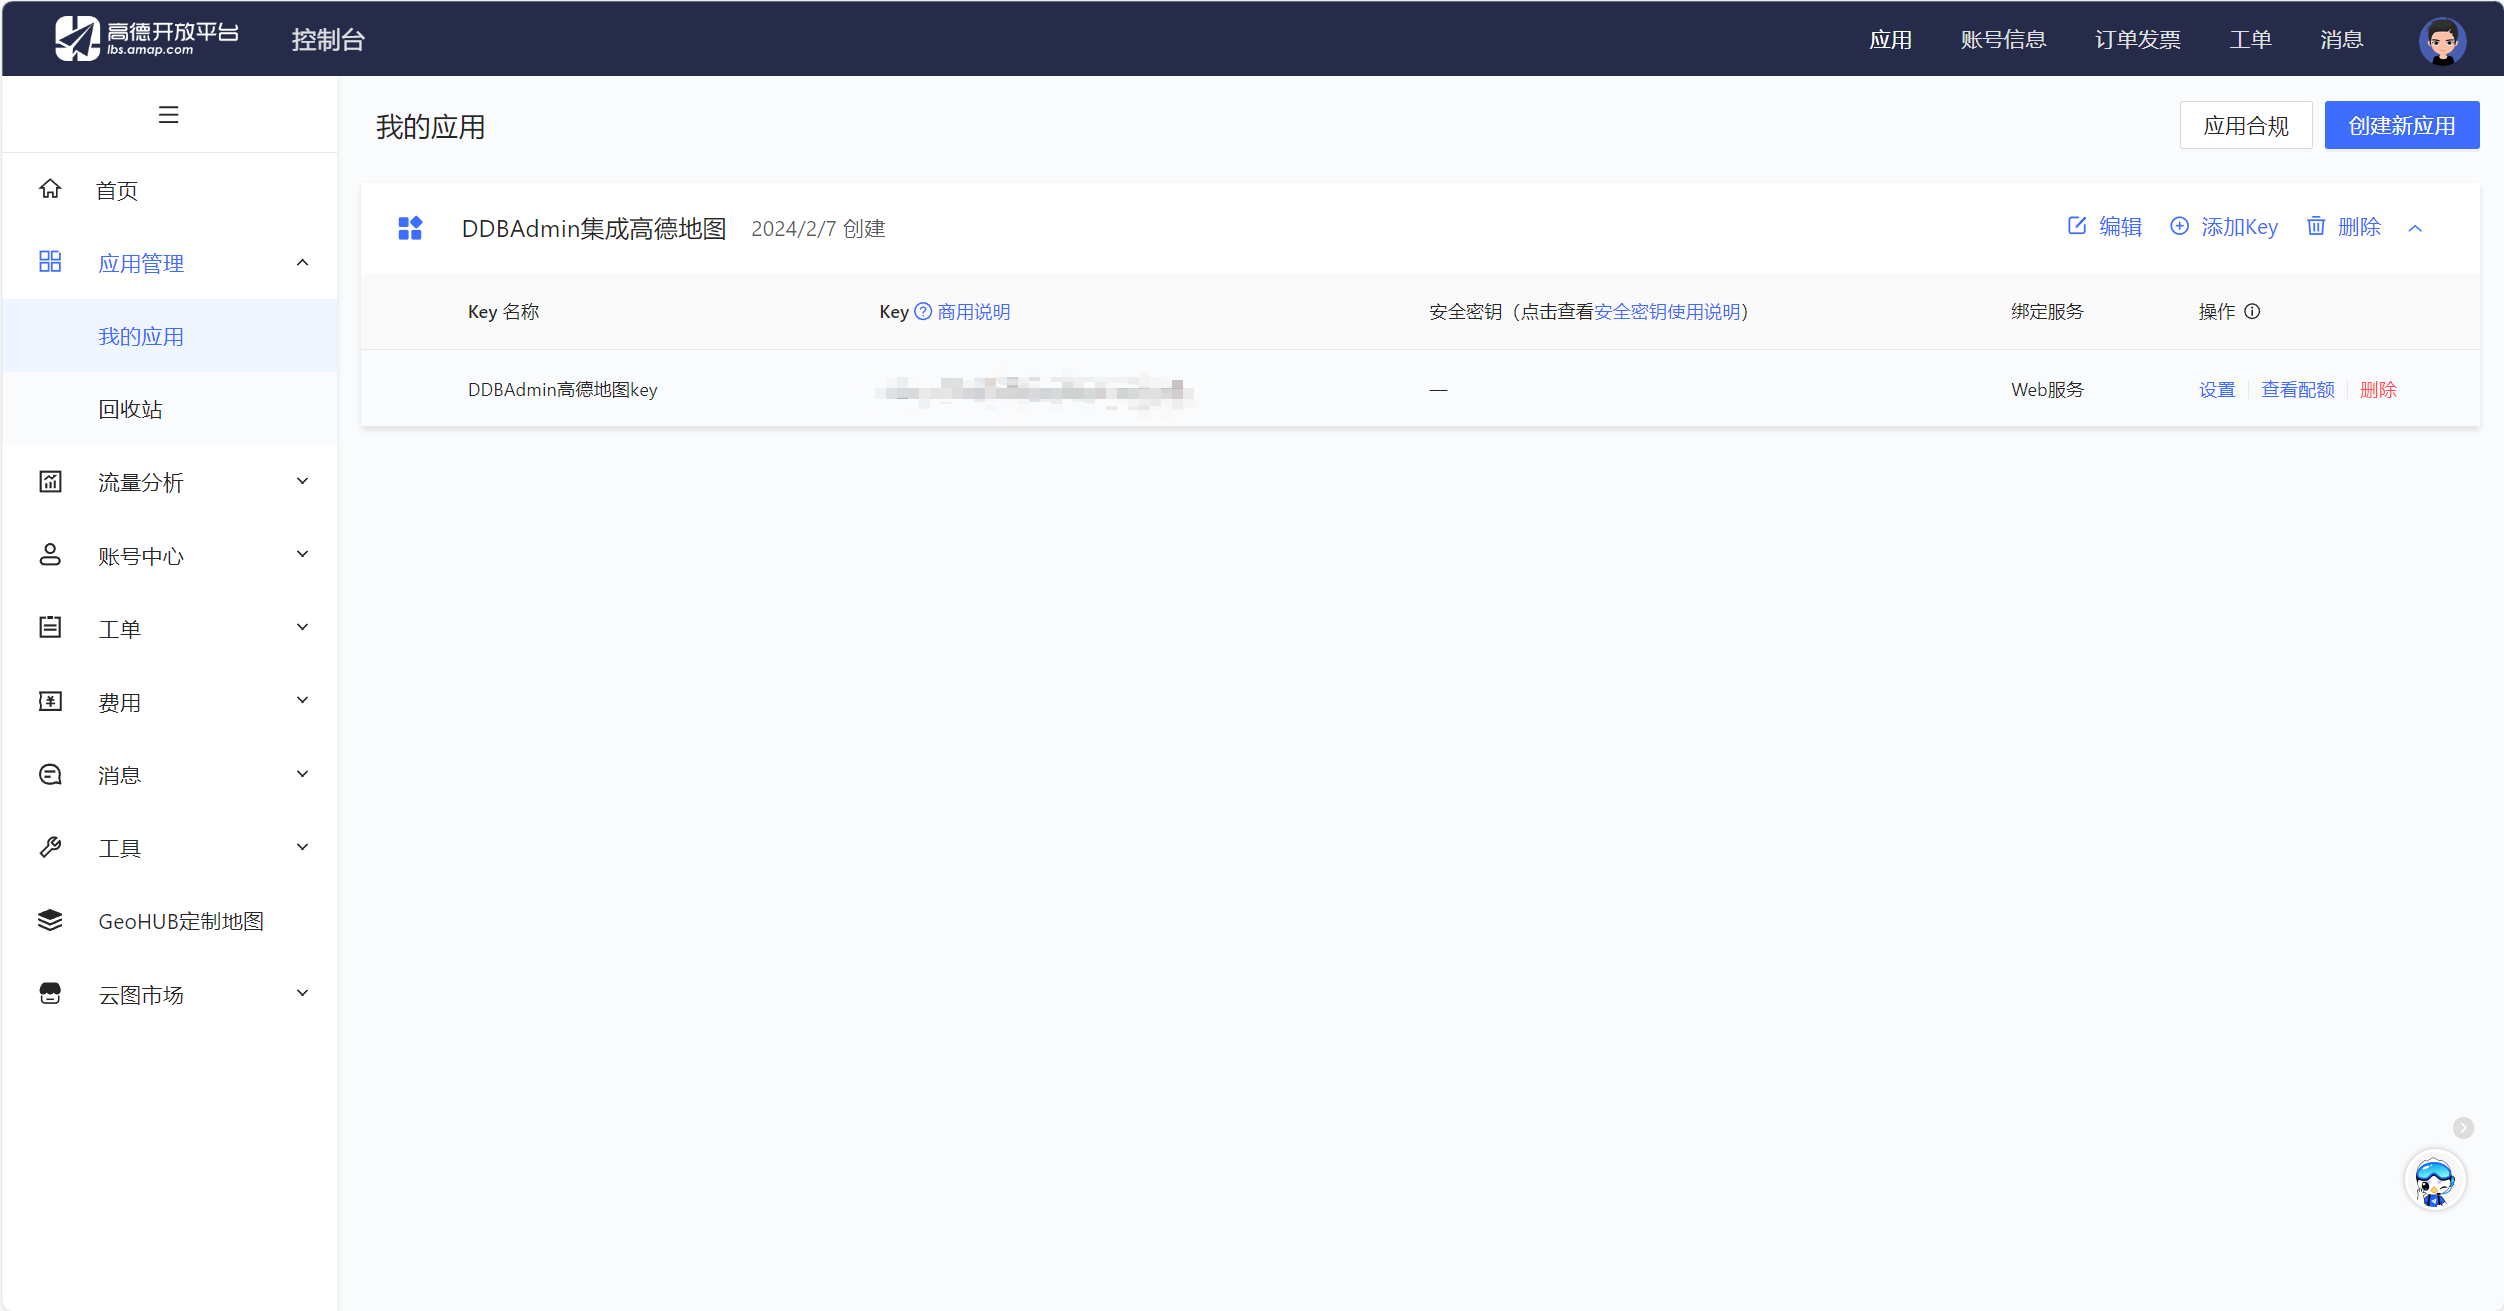 高德开放平台
lbs.amap.com
控制台
应用
账号信息
订单发票
工单
消息
首页
应用管理
我的应用
回收站
流量分析
账号中心
工单
费用
消息
工具
GeoHUB定制地图
云图市场
我的应用
应用合规
创建新应用
DDBAdmin集成高德地图 2024/2/7 创建
编辑 添加Key 删除
Key 名称 Key 商用说明 安全密钥（点击查看安全密钥使用说明） 绑定服务 操作
DDBAdmin高德地图key — Web服务 设置 查看配额 删除